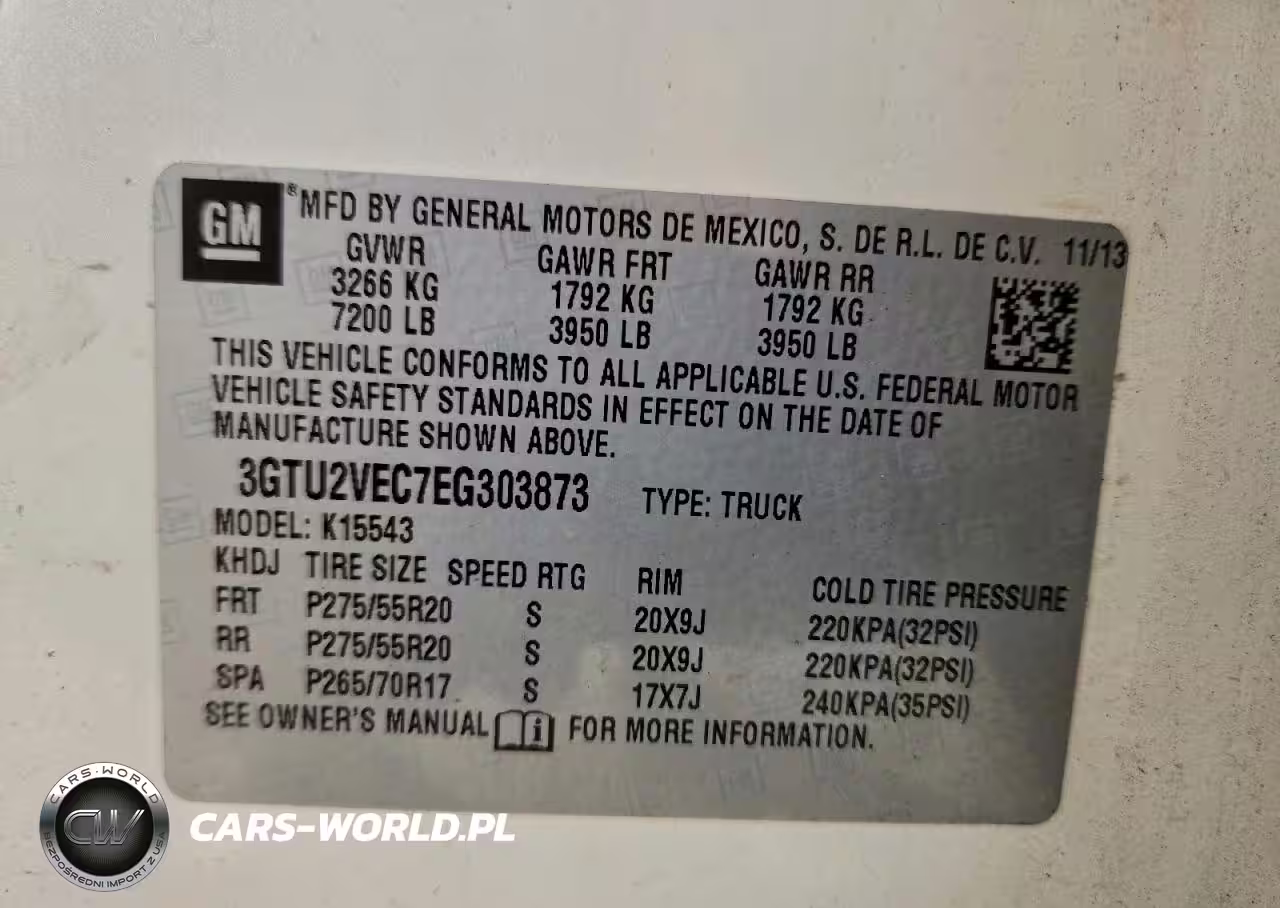 GM ® MFD BY GENERAL MOTORS DE MEXICO, S. DE R.L. DE C.V. 11/13
GVWR GAWR FRT GAWR RR
3266 KG 1792 KG 1792 KG
7200 LB 3950 LB 3950 LB
THIS VEHICLE CONFORMS TO ALL APPLICABLE U.S. FEDERAL MOTOR
VEHICLE SAFETY STANDARDS IN EFFECT ON THE DATE OF
MANUFACTURE SHOWN ABOVE.
3GTU2VEC7EG303873 TYPE: TRUCK
MODEL: K15543
KHDJ TIRE SIZE SPEED RTG RIM COLD TIRE PRESSURE
FRT P275/55R20 S 20X9J 220KPA(32PSI)
RR P275/55R20 S 20X9J 220KPA(32PSI)
SPA P265/70R17 S 17X7J 240KPA(35PSI)
SEE OWNER'S MANUAL i FOR MORE INFORMATION.
CARS-WORLD
CW
BEZPOŚREDNI IMPORT Z USA
CARS-WORLD.PL